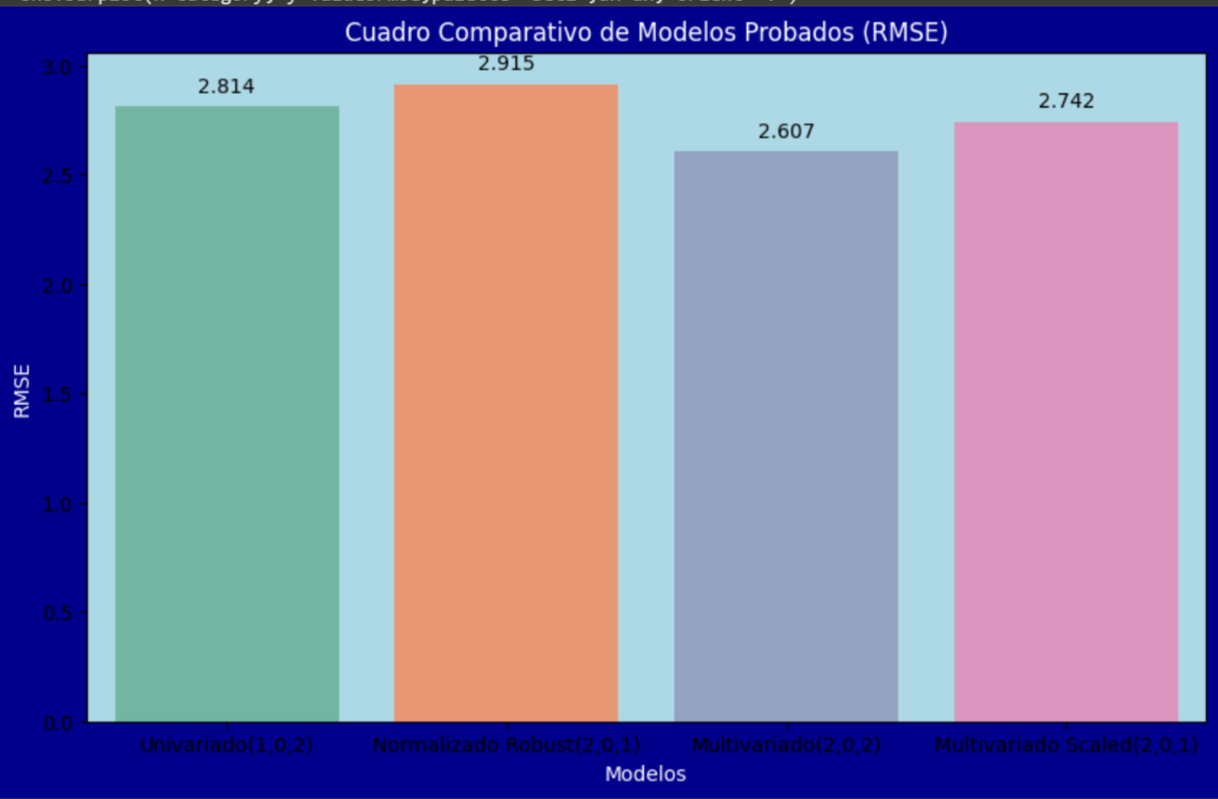 Cuadro Comparativo de Modelos Probados (RMSE)
3.0
2.5
2.0
1.5
1.0
0.5
0.0
RMSE
2.814
2.915
2.607
2.742
Univariado(1,0,2)
Normalizado Robust(2,0,1)
Multivariado(2,0,2)
Multivariado Scaled(2,0,1)
Modelos